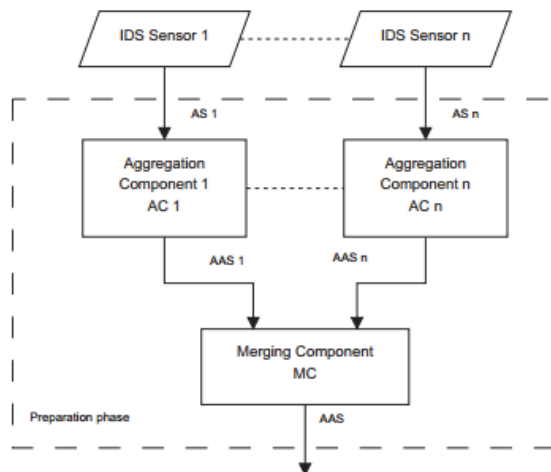 IDS Sensor 1
IDS Sensor n
AS 1
AS n
Aggregation
Component 1
AC 1
Aggregation
Component n
AC n
AAS 1
AAS n
Merging Component
MC
Preparation phase
AAS